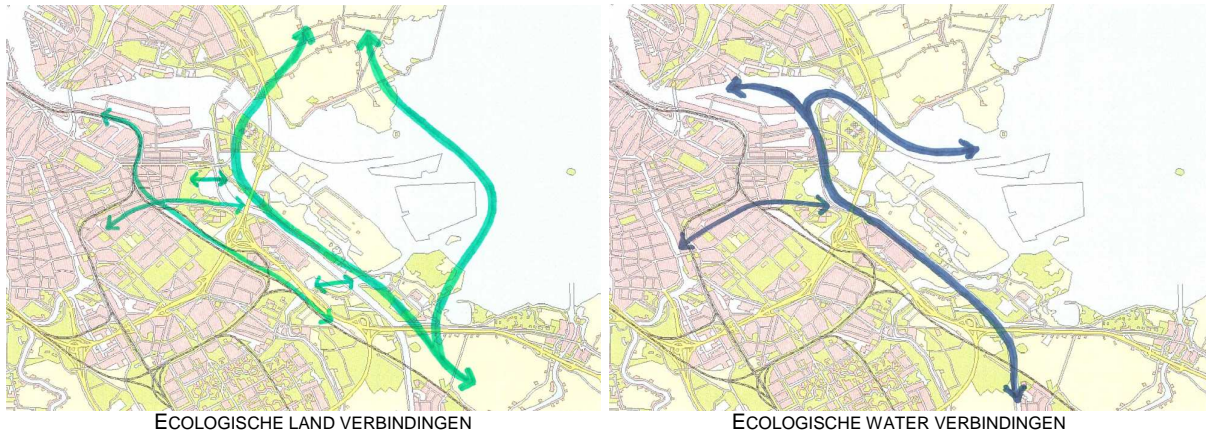 ECOLOGISCHE LAND VERBINDINGEN
ECOLOGISCHE WATER VERBINDINGEN